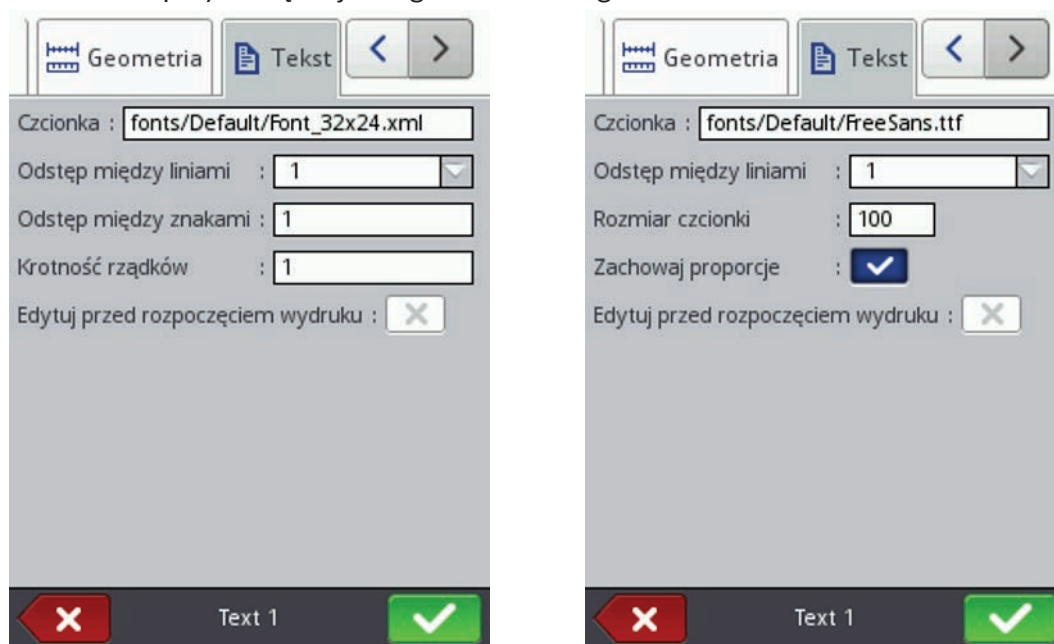 Geometria Tekst
Czcionka : fonts/Default/Font_32x24.xml
Odstęp między liniami : 1
Odstęp między znakami : 1
Krotność rządków : 1
Edytuj przed rozpoczęciem wydruku :
Text 1
Geometria Tekst
Czcionka : fonts/Default/FreeSans.ttf
Odstęp między liniami : 1
Rozmiar czcionki : 100
Zachowaj proporcje :
Edytuj przed rozpoczęciem wydruku :
Text 1